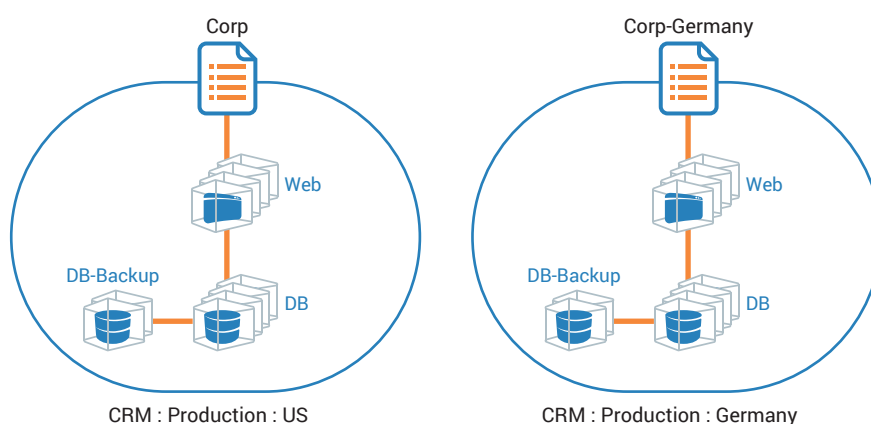 Corp
Web
DB-Backup
DB
CRM : Production : US
Corp-Germany
Web
DB-Backup
DB
CRM : Production : Germany